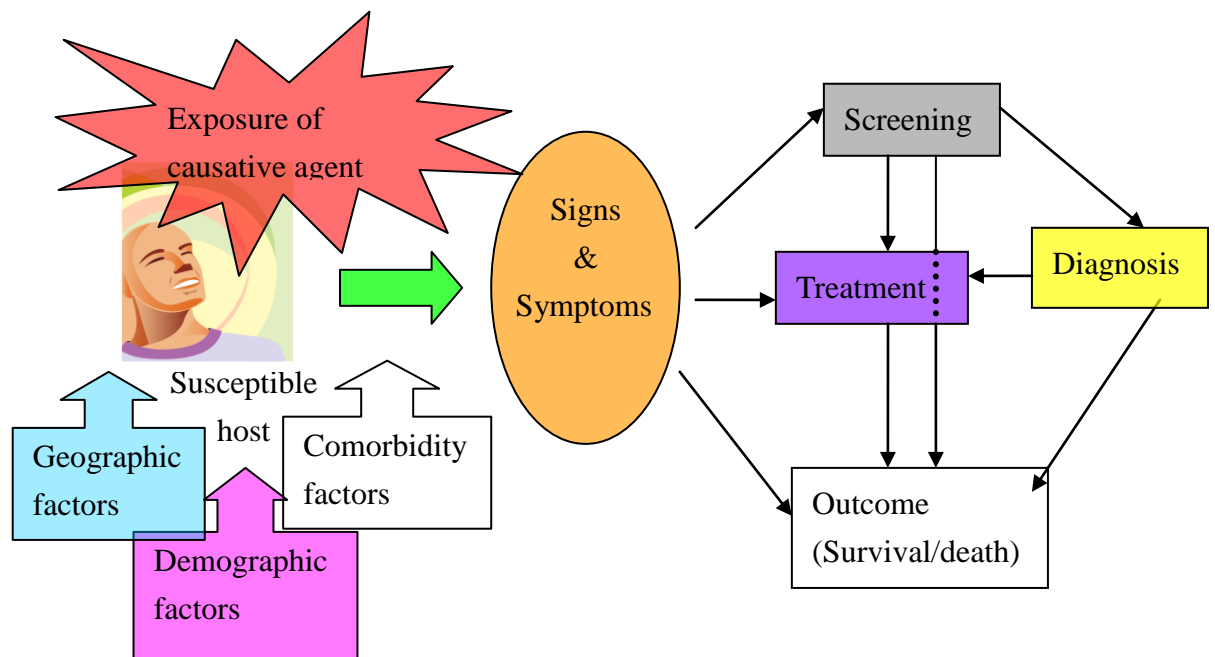 Exposure of
causative agent
Susceptible
host
Geographic
factors
Demographic
factors
Comorbidity
factors
Signs
&
Symptoms
Screening
Treatment
Diagnosis
Outcome
(Survival/death)